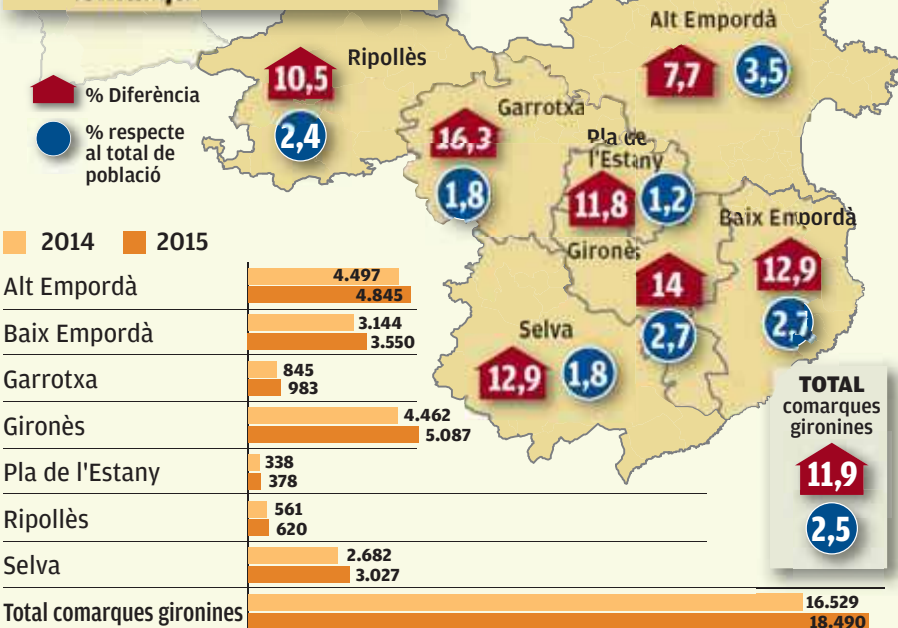 Alt Empordà
7,7
3,5
Ripollès
10,5
2,4
% Diferència
% respecte
al total de
població
Garrotxa
16,3
1,8
Pla de
l'Estany
11,8
1,2
Baix Empordà
12,9
2,7
Gironès
14
2,7
Selva
12,9
1,8
2014
2015
Alt Empordà
4.497
4.845
Baix Empordà
3.144
3.550
Garrotxa
845
983
Gironès
4.462
5.087
Pla de l'Estany
338
378
Ripollès
561
620
Selva
2.682
3.027
Total comarques gironines
16.529
18.490
TOTAL
comarques
gironines
11,9
2,5